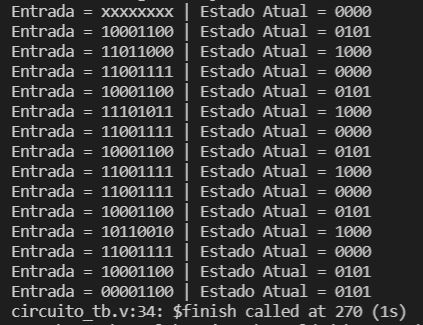 Entrada = xxxxxxxx | Estado Atual = 0000
Entrada = 10001100 | Estado Atual = 0101
Entrada = 11011000 | Estado Atual = 1000
Entrada = 11001111 | Estado Atual = 0000
Entrada = 10001100 | Estado Atual = 0101
Entrada = 11101011 | Estado Atual = 1000
Entrada = 11001111 | Estado Atual = 0000
Entrada = 10001100 | Estado Atual = 0101
Entrada = 11001111 | Estado Atual = 1000
Entrada = 11001111 | Estado Atual = 0000
Entrada = 10001100 | Estado Atual = 0101
Entrada = 10110010 | Estado Atual = 1000
Entrada = 11001111 | Estado Atual = 0000
Entrada = 10001100 | Estado Atual = 0101
Entrada = 00001100 | Estado Atual = 0101
circuito_tb.v:34: $finish called at 270 (1s)